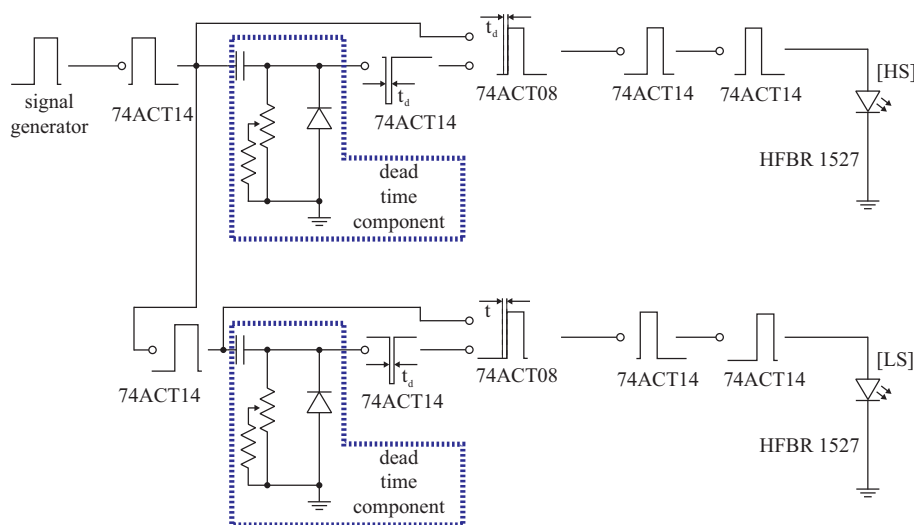 signal
generator
74ACT14
t_d
74ACT14
t_d
74ACT08
74ACT14
74ACT14
[HS]
HFBR 1527
dead
time
component
74ACT14
t_d
74ACT14
t
74ACT08
74ACT14
74ACT14
[LS]
HFBR 1527
dead
time
component